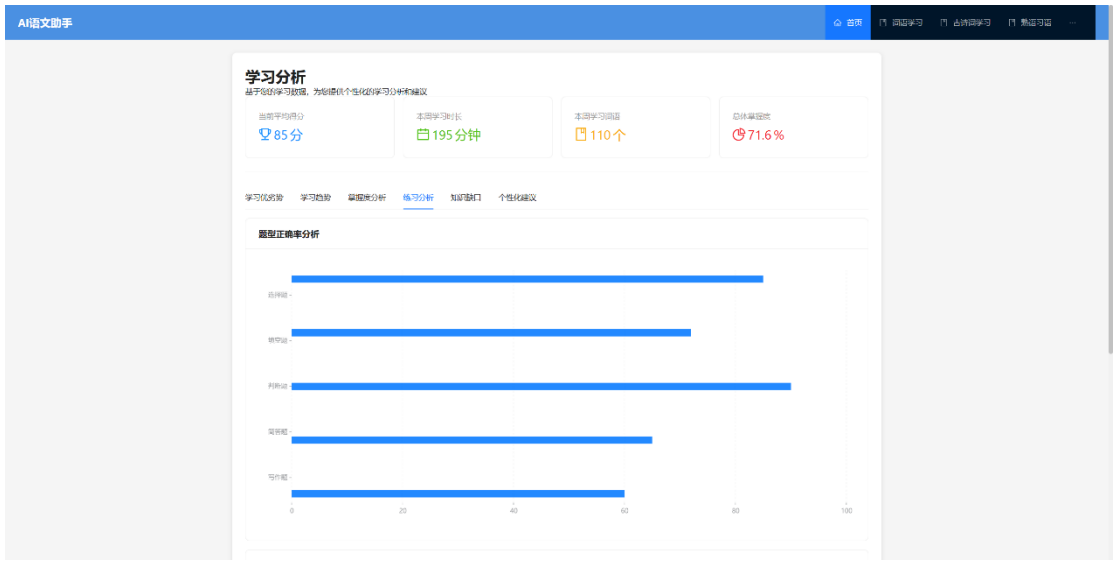 AI语文助手
首页 词语学习 古诗词学习 熟语习语 ...
学习分析
基于您的学习数据，为您提供个性化的学习分析和建议
当前平均得分 本周学习时长 本周学习词语 总体掌握度
85分 195分钟 110个 71.6%
学习优劣势 学习趋势 掌握度分析 练习分析 知识缺口 个性化建议
题型正确率分析
选择题
填空题
判断题
简答题
写作题
0 20 40 60 80 100